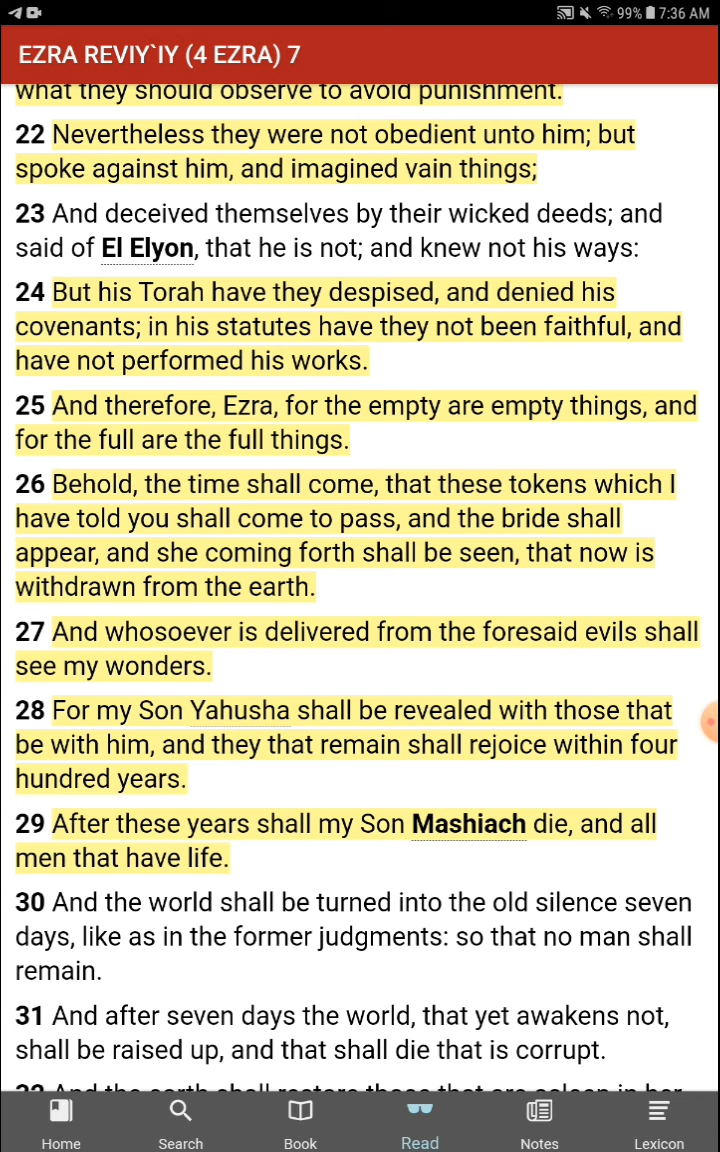 99% 7:36 AM
EZRA REVIY`IY (4 EZRA) 7
what they should observe to avoid punishment.
22 Nevertheless they were not obedient unto him; but
spoke against him, and imagined vain things;
23 And deceived themselves by their wicked deeds; and
said of El Elyon, that he is not; and knew not his ways:
24 But his Torah have they despised, and denied his
covenants; in his statutes have they not been faithful, and
have not performed his works.
25 And therefore, Ezra, for the empty are empty things, and
for the full are the full things.
26 Behold, the time shall come, that these tokens which I
have told you shall come to pass, and the bride shall
appear, and she coming forth shall be seen, that now is
withdrawn from the earth.
27 And whosoever is delivered from the foresaid evils shall
see my wonders.
28 For my Son Yahusha shall be revealed with those that
be with him, and they that remain shall rejoice within four
hundred years.
29 After these years shall my Son Mashiach die, and all
men that have life.
30 And the world shall be turned into the old silence seven
days, like as in the former judgments: so that no man shall
remain.
31 And after seven days the world, that yet awakens not,
shall be raised up, and that shall die that is corrupt.
32 And the earth shall restore those that are asleep in her
Home Search Book Read Notes Lexicon